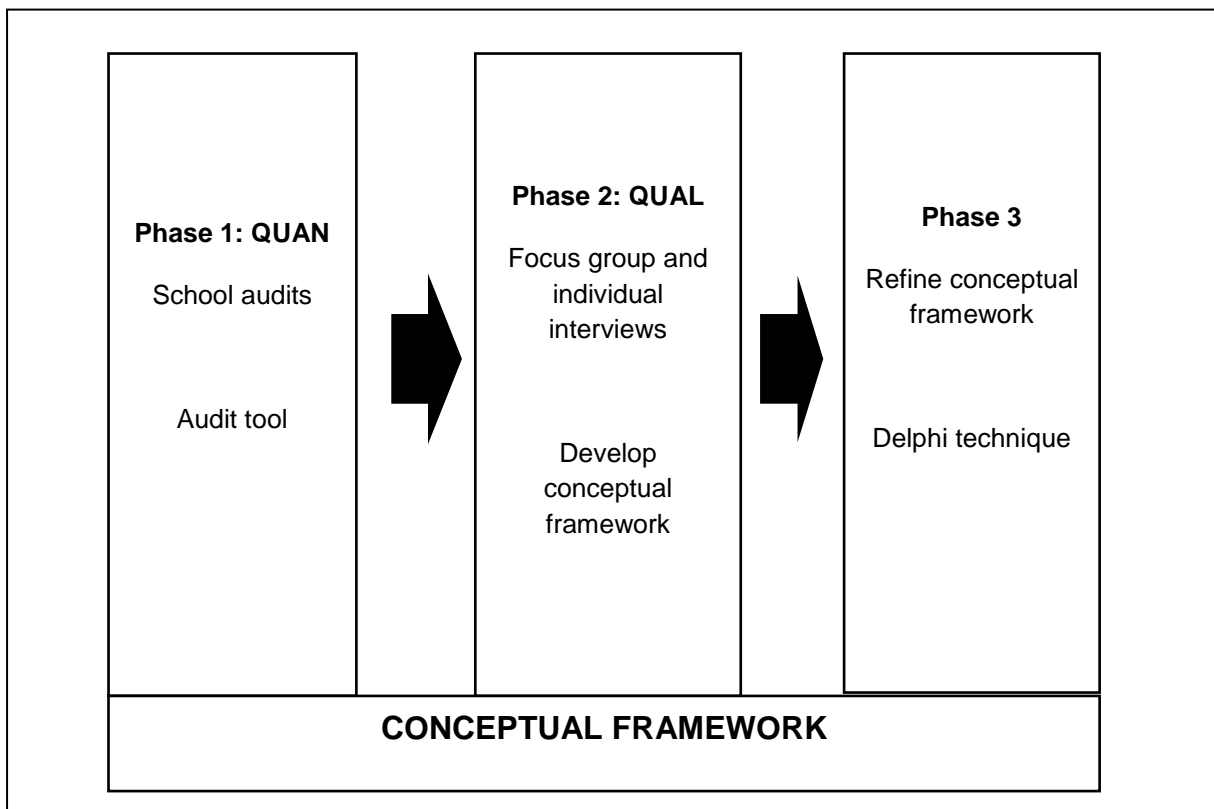 Phase 1: QUAN
School audits
Audit tool
Phase 2: QUAL
Focus group and
individual
interviews
Develop
conceptual
framework
Phase 3
Refine conceptual
framework
Delphi technique
CONCEPTUAL FRAMEWORK